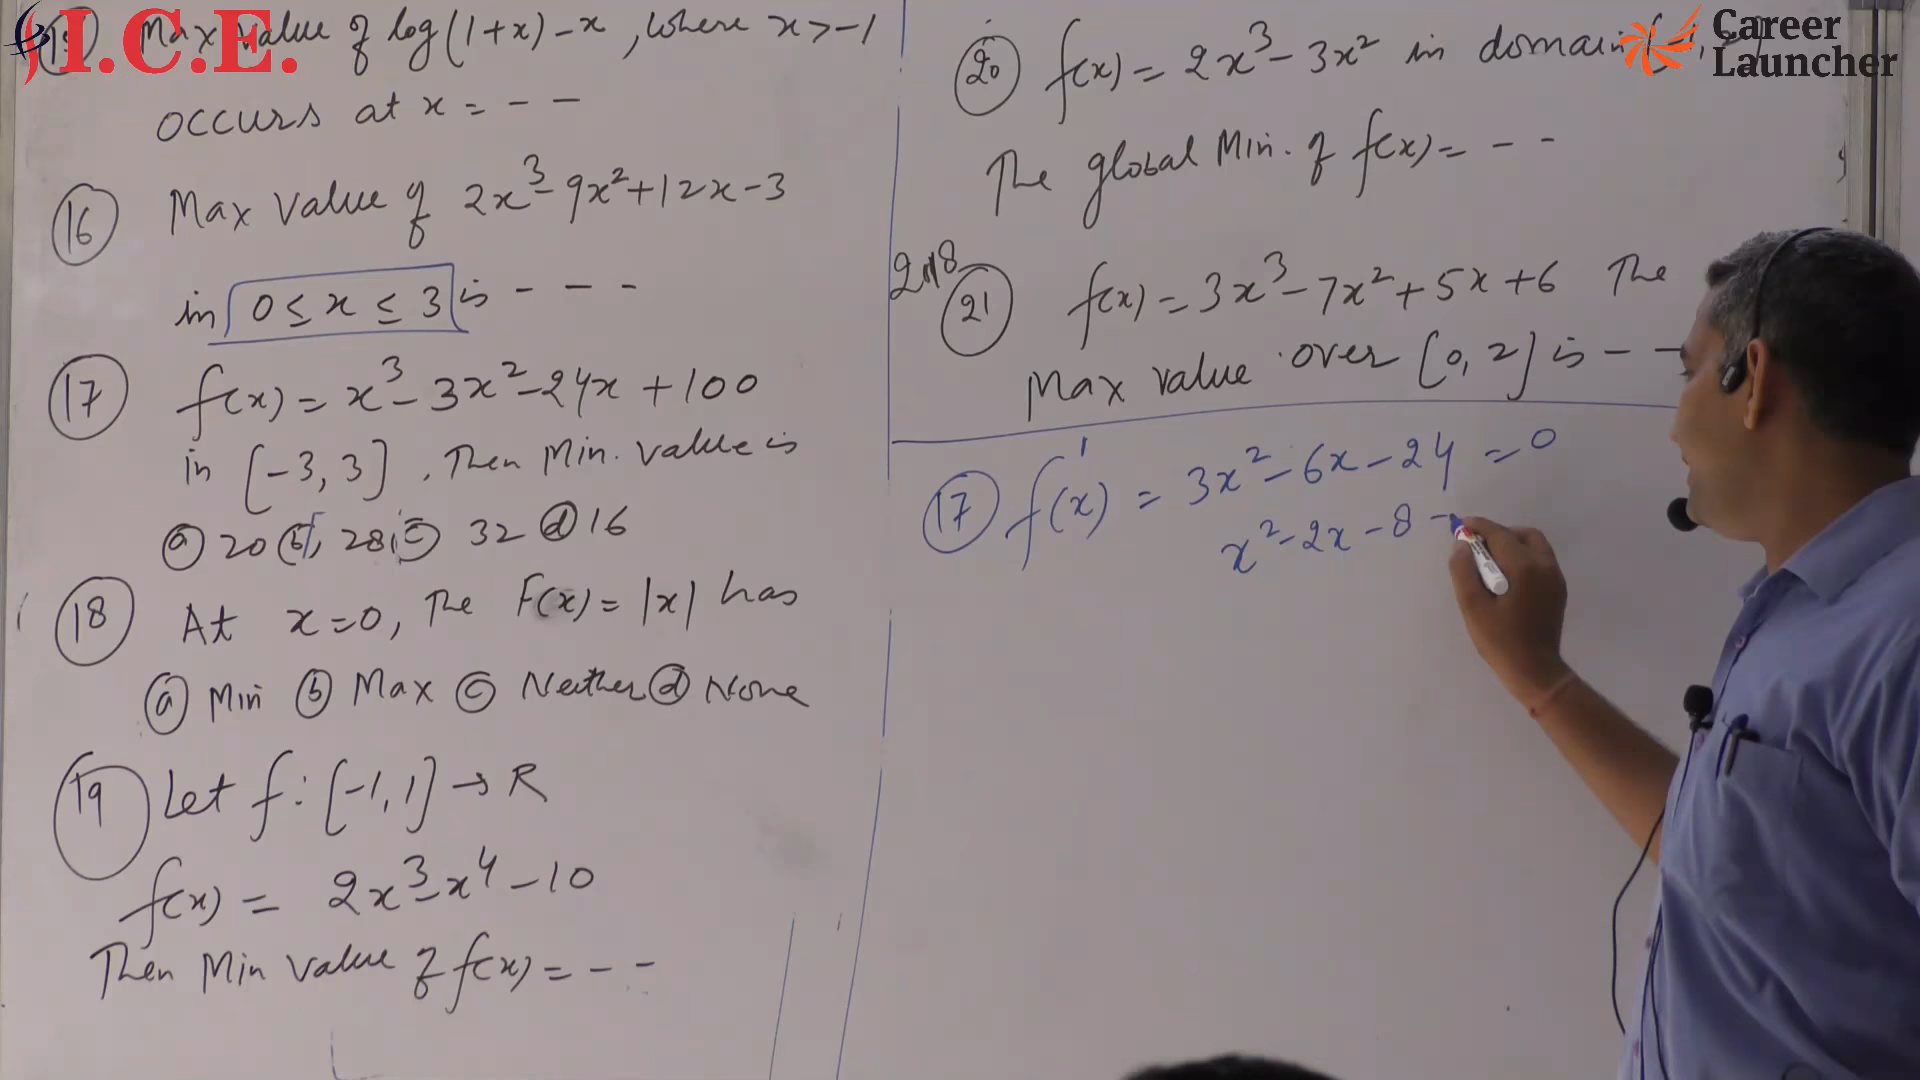 I.C.E.
Career
Launcher
Max Value of log(1+x)-x, where x>-1
occurs at x = - -
16 Max Value of 2x³-9x²+12x-3
in 0≤x≤3 is - - -
17 f(x) = x³-3x²-24x+100
in [-3,3], Then Min. value is
a 20 b, 28, c 32 d 16
18 At x=0, The F(x)=|x| has
a Min b Max c Neither d None
19 Let f: [-1,1] → R
f(x) = 2x³-x⁴-10
Then Min value of f(x) = - -
20 f(x) = 2x³-3x² in domain
The global Min. of f(x) = - -
2018
21 f(x) = 3x³-7x²+5x+6 The
Max value over [0,2] is - -
17 f'(x) = 3x²-6x-24 = 0
x²-2x-8